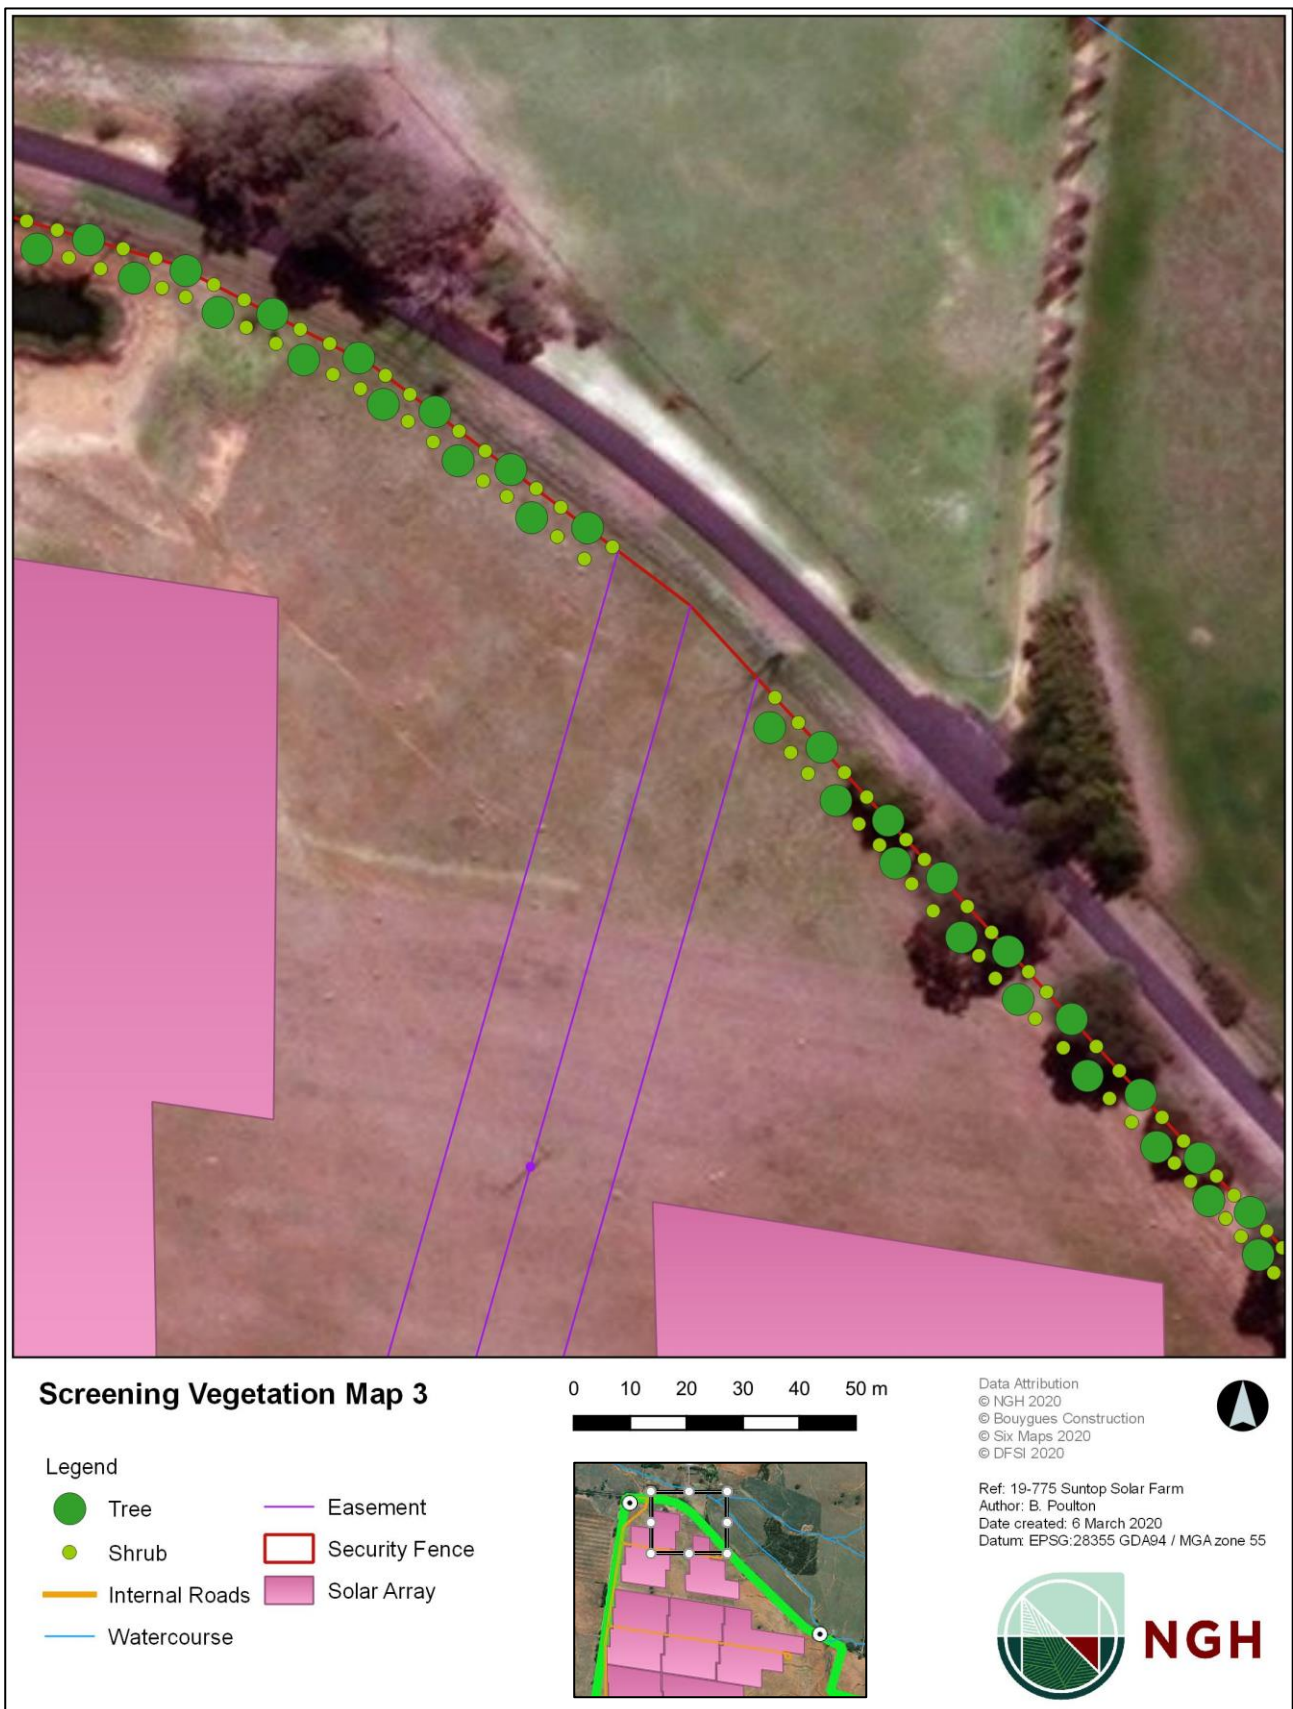 Screening Vegetation Map 3
Legend
Tree
Shrub
Internal Roads
Watercourse
Easement
Security Fence
Solar Array
0 10 20 30 40 50 m
Data Attribution
© NGH 2020
© Bouygues Construction
© Six Maps 2020
© DFSI 2020
Ref: 19-775 Suntop Solar Farm
Author: B. Poulton
Date created: 6 March 2020
Datum: EPSG:28355 GDA94 / MGA zone 55
NGH